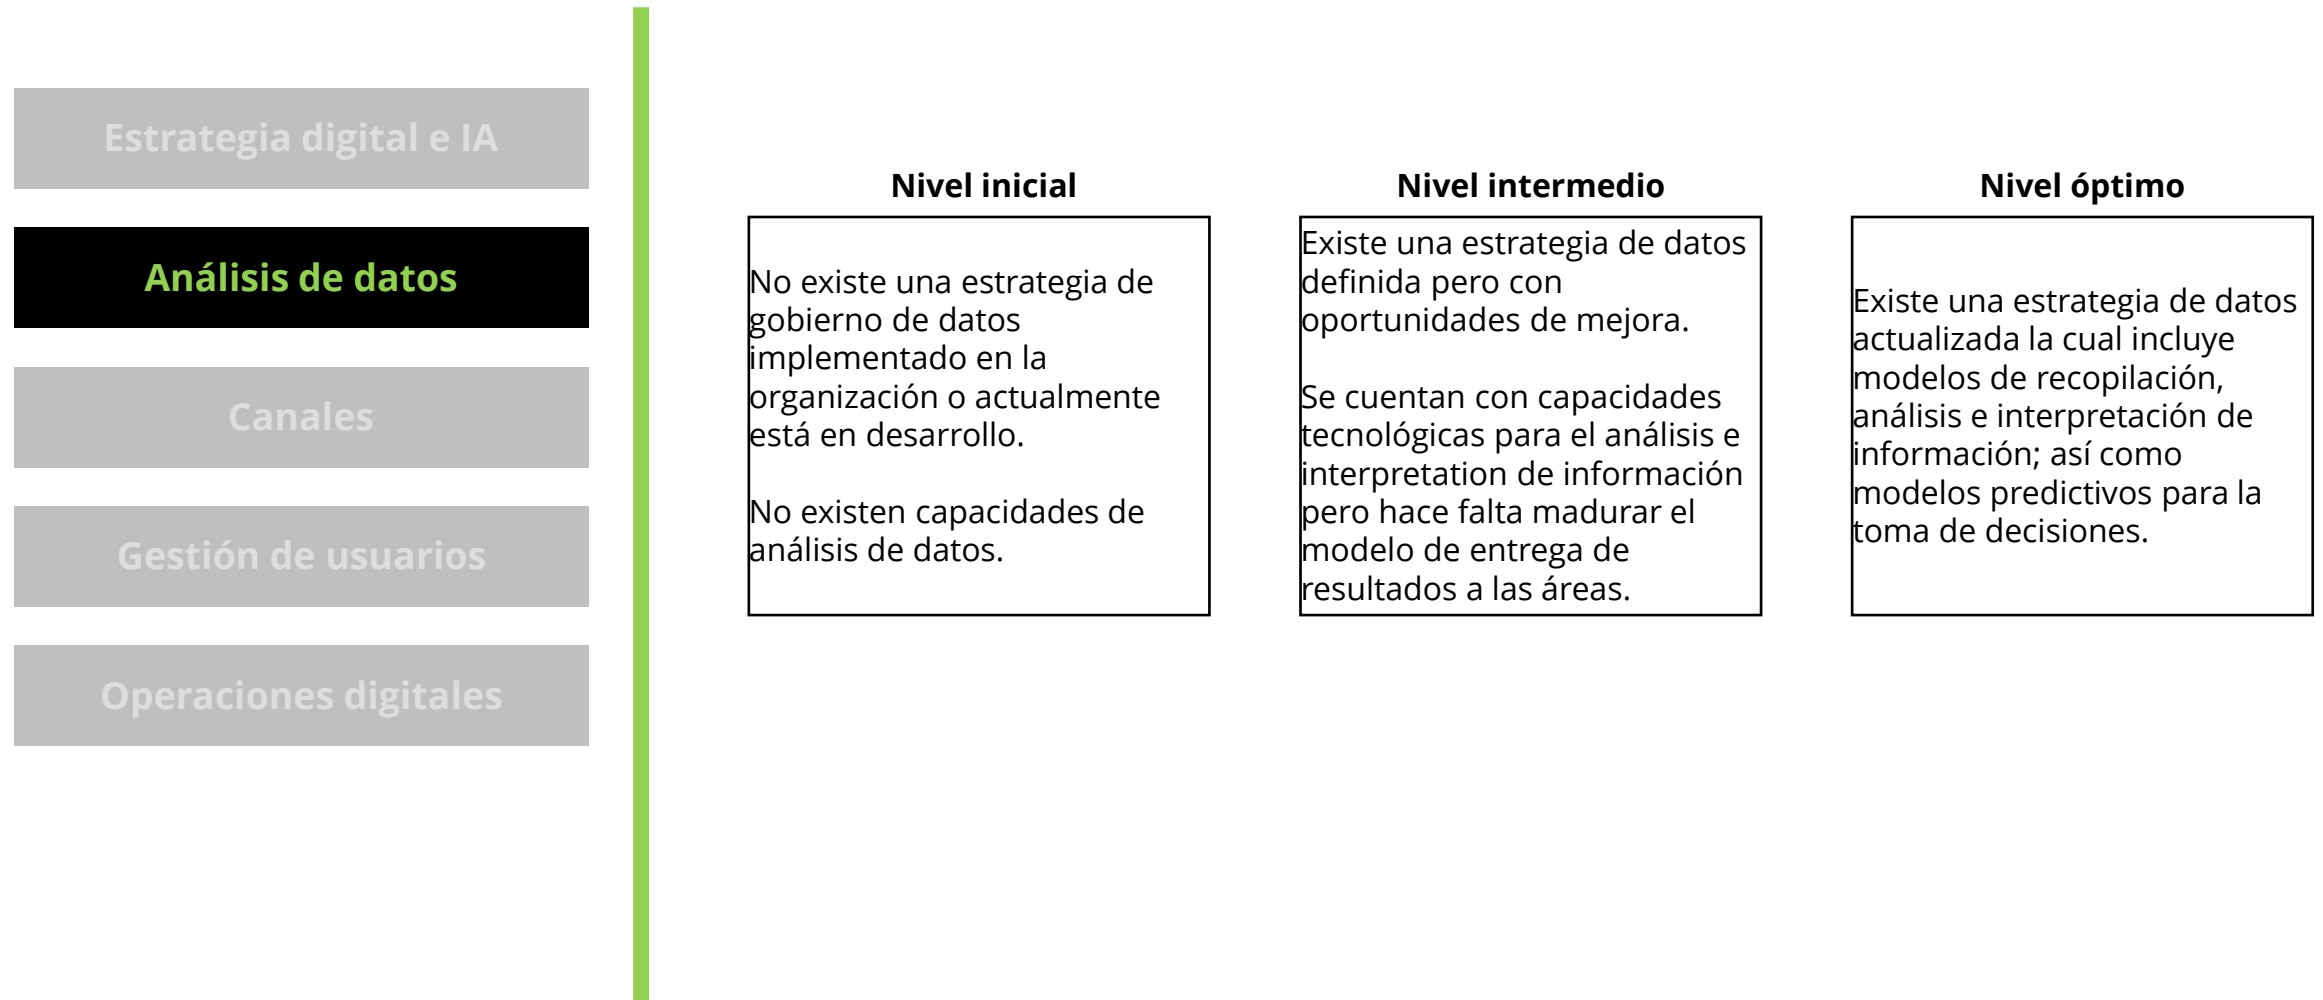 Estrategia digital e IA
Análisis de datos
Canales
Gestión de usuarios
Operaciones digitales
Nivel inicial
No existe una estrategia de
gobierno de datos
implementado en la
organización o actualmente
está en desarrollo.
No existen capacidades de
análisis de datos.
Nivel intermedio
Existe una estrategia de datos
definida pero con
oportunidades de mejora.
Se cuentan con capacidades
tecnológicas para el análisis e
interpretation de información
pero hace falta madurar el
modelo de entrega de
resultados a las áreas.
Nivel óptimo
Existe una estrategia de datos
actualizada la cual incluye
modelos de recopilación,
análisis e interpretación de
información; así como
modelos predictivos para la
toma de decisiones.